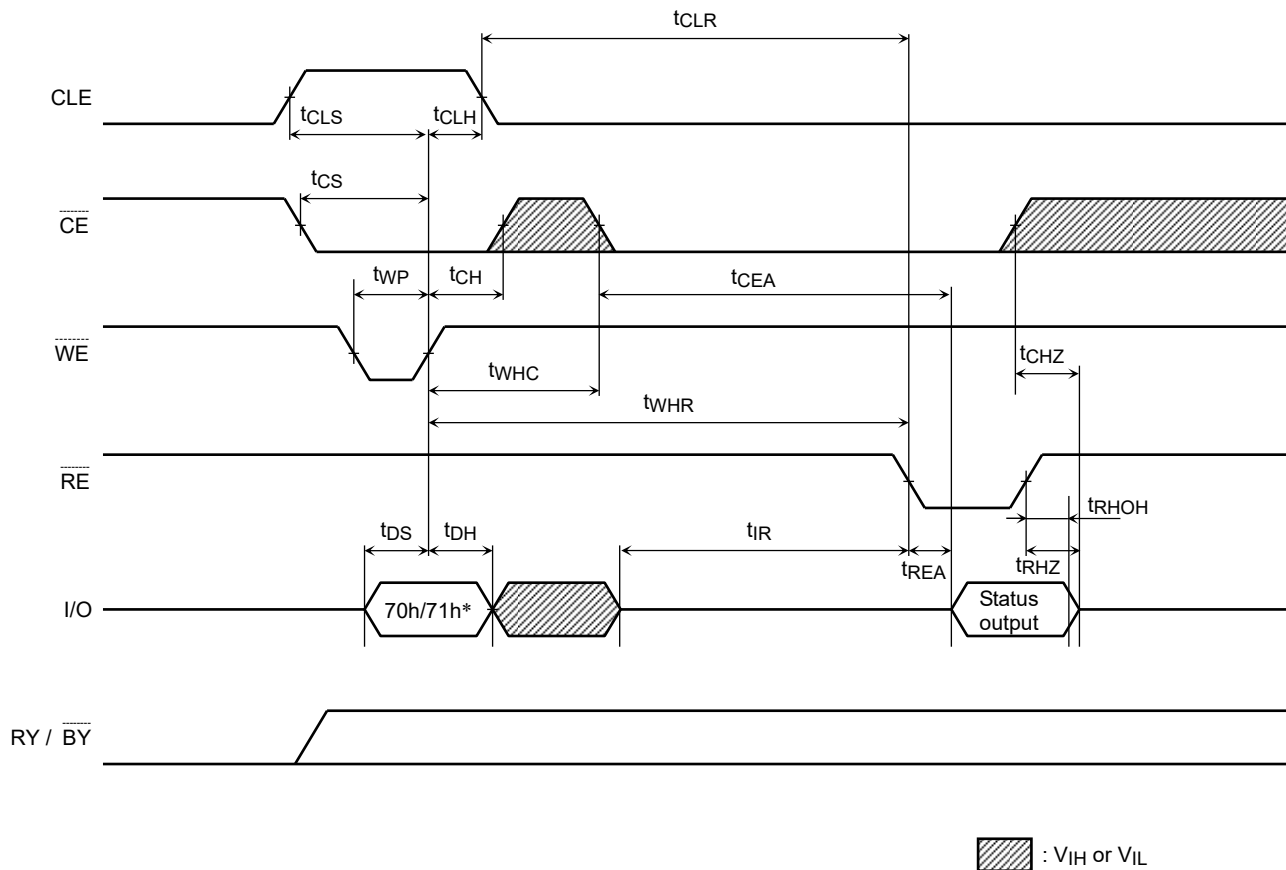 tCLR
CLE
tCLS
tCLH
tCS
CE
tWP
tCH
tCEA
WE
tCHZ
tWHC
tWHR
RE
tRHOH
tDS
tDH
tIR
tREA
tRHZ
I/O
70h/71h*
Status
output
RY / BY
: VIH or VIL